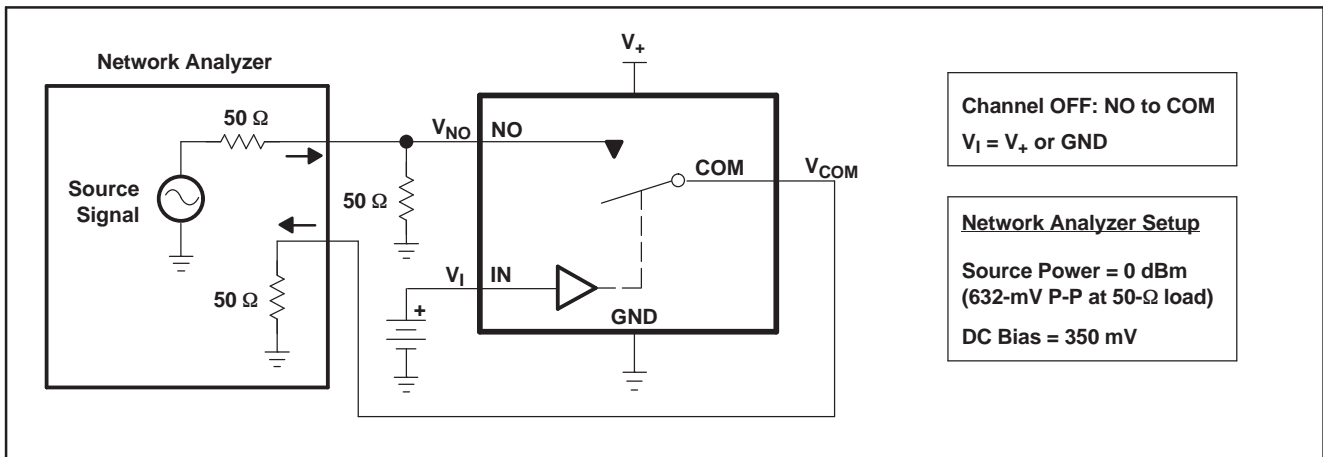 Network Analyzer
50 Ω
Source
Signal
50 Ω
V+
VNO
NO
50 Ω
COM
VCOM
VI
IN
+
GND
Channel OFF: NO to COM
VI = V+ or GND
Network Analyzer Setup
Source Power = 0 dBm
(632-mV P-P at 50-Ω load)
DC Bias = 350 mV